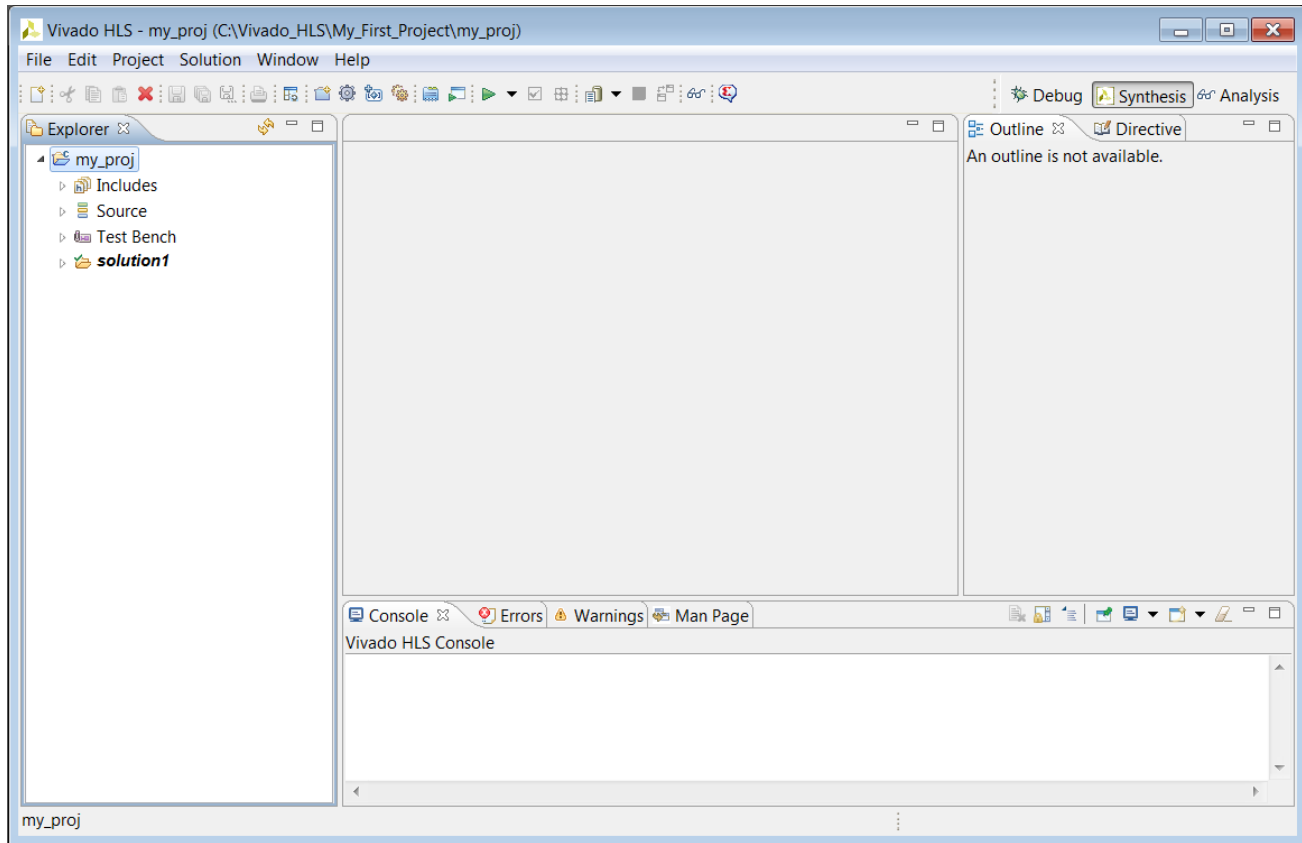 Vivado HLS - my_proj (C:\Vivado_HLS\My_First_Project\my_proj)
File Edit Project Solution Window Help
Debug Synthesis Analysis
Explorer
my_proj
Includes
Source
Test Bench
solution1
Outline Directive
An outline is not available.
Console Errors Warnings Man Page
Vivado HLS Console
my_proj